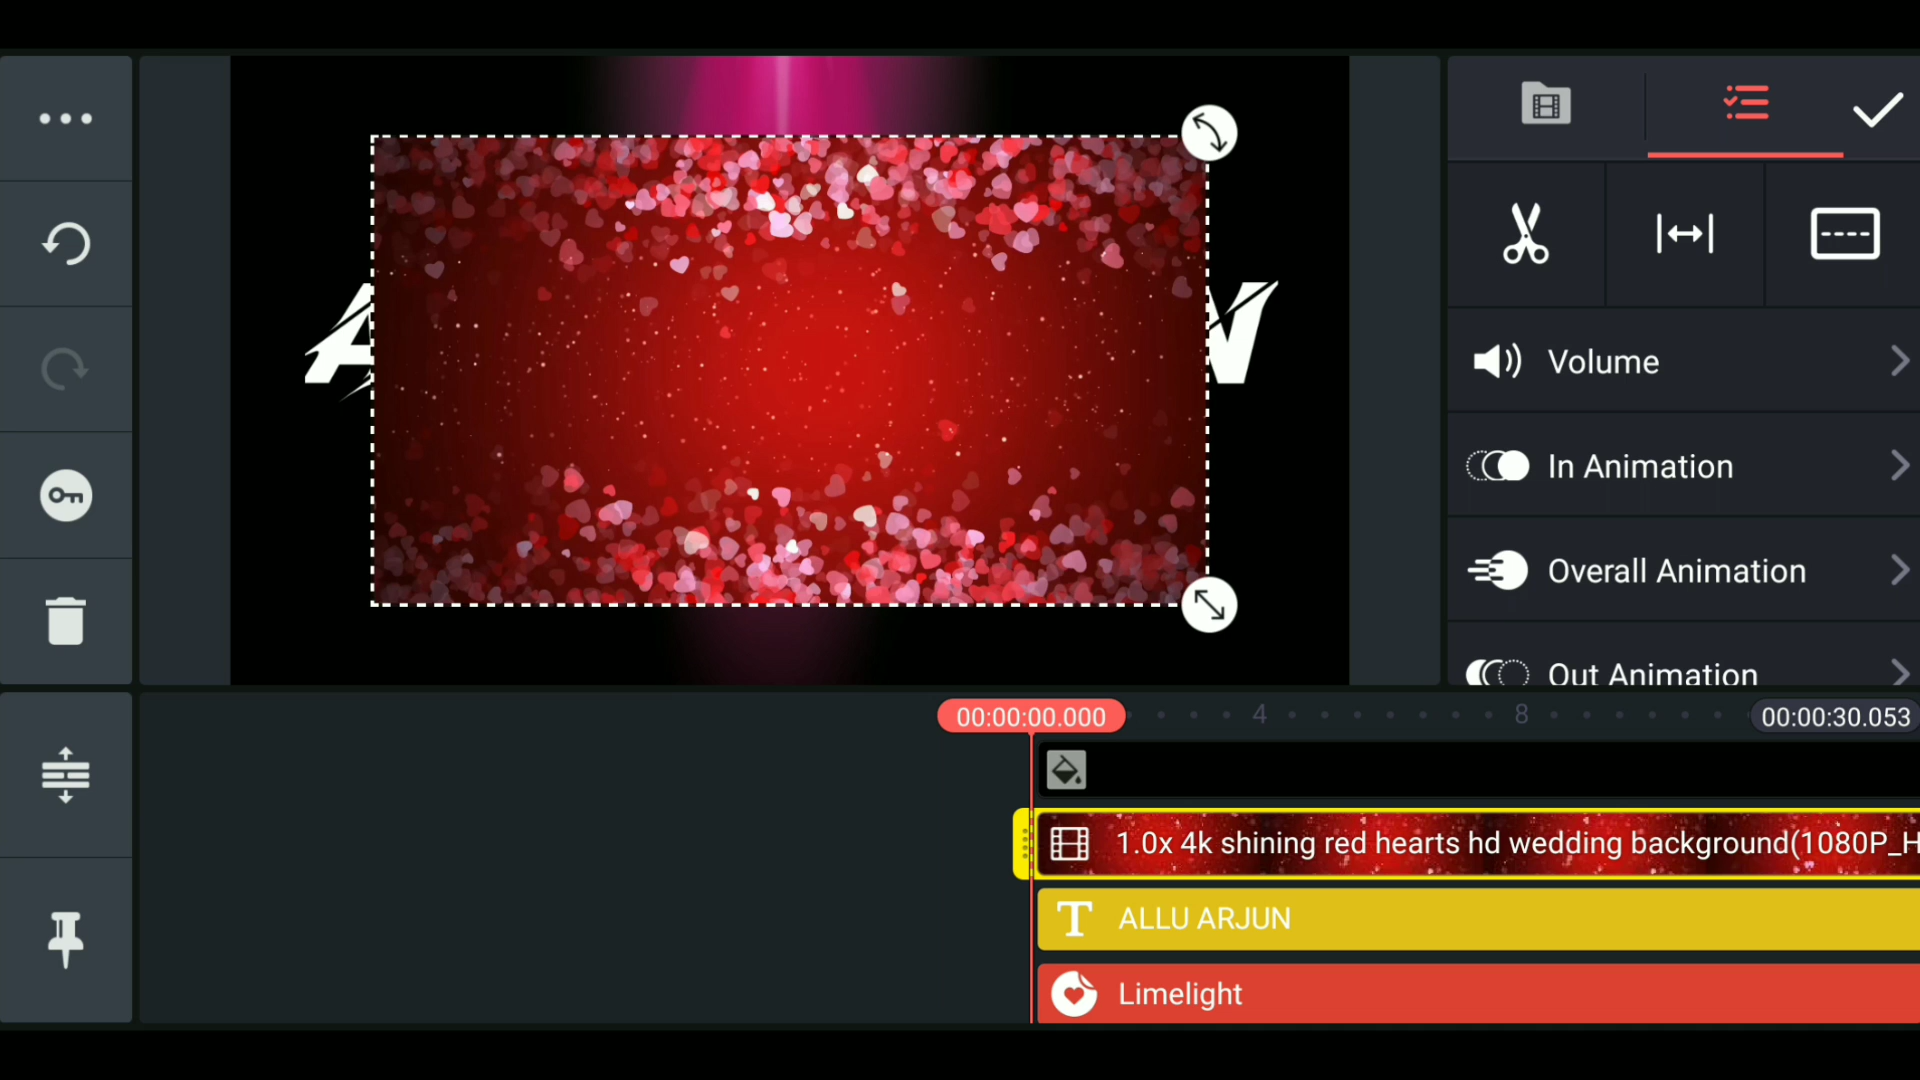 A N
Volume
In Animation
Overall Animation
Out Animation
00:00:00.000 4 8 00:00:30.053
1.0x 4k shining red hearts hd wedding background(1080P_H
ALLU ARJUN
Limelight